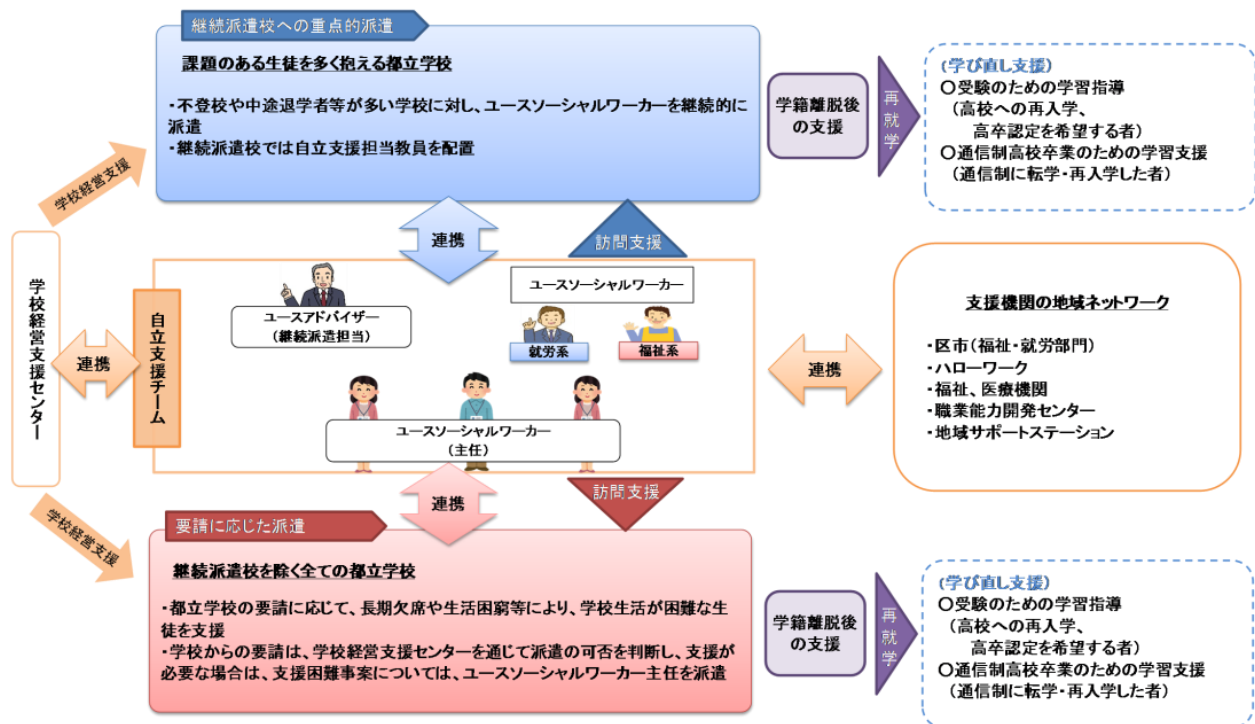 継続派遣校への重点的派遣
課題のある生徒を多く抱える都立学校
・不登校や中途退学者等が多い学校に対し、ユースソーシャルワーカーを継続的に
派遣
・継続派遣校では自立支援担当教員を配置
学籍離脱後
の支援
再就学
(学び直し支援)
○受験のための学習指導
(高校への再入学、
高卒認定を希望する者)
○通信制高校卒業のための学習支援
(通信制に転学・再入学した者)
学校経営支援
連携
訪問支援
学校経営支援センター
連携
自立支援チーム
ユースアドバイザー
(継続派遣担当)
ユースソーシャルワーカー
就労系
福祉系
ユースソーシャルワーカー
(主任)
連携
支援機関の地域ネットワーク
・区市(福祉・就労部門)
・ハローワーク
・福祉、医療機関
・職業能力開発センター
・地域サポートステーション
学校経営支援
連携
訪問支援
要請に応じた派遣
継続派遣校を除く全ての都立学校
・都立学校の要請に応じて、長期欠席や生活困窮等により、学校生活が困難な生
徒を支援
・学校からの要請は、学校経営支援センターを通じて派遣の可否を判断し、支援が
必要な場合は、支援困難事案については、ユースソーシャルワーカー主任を派遣
学籍離脱後
の支援
再就学
(学び直し支援)
○受験のための学習指導
(高校への再入学、
高卒認定を希望する者)
○通信制高校卒業のための学習支援
(通信制に転学・再入学した者)